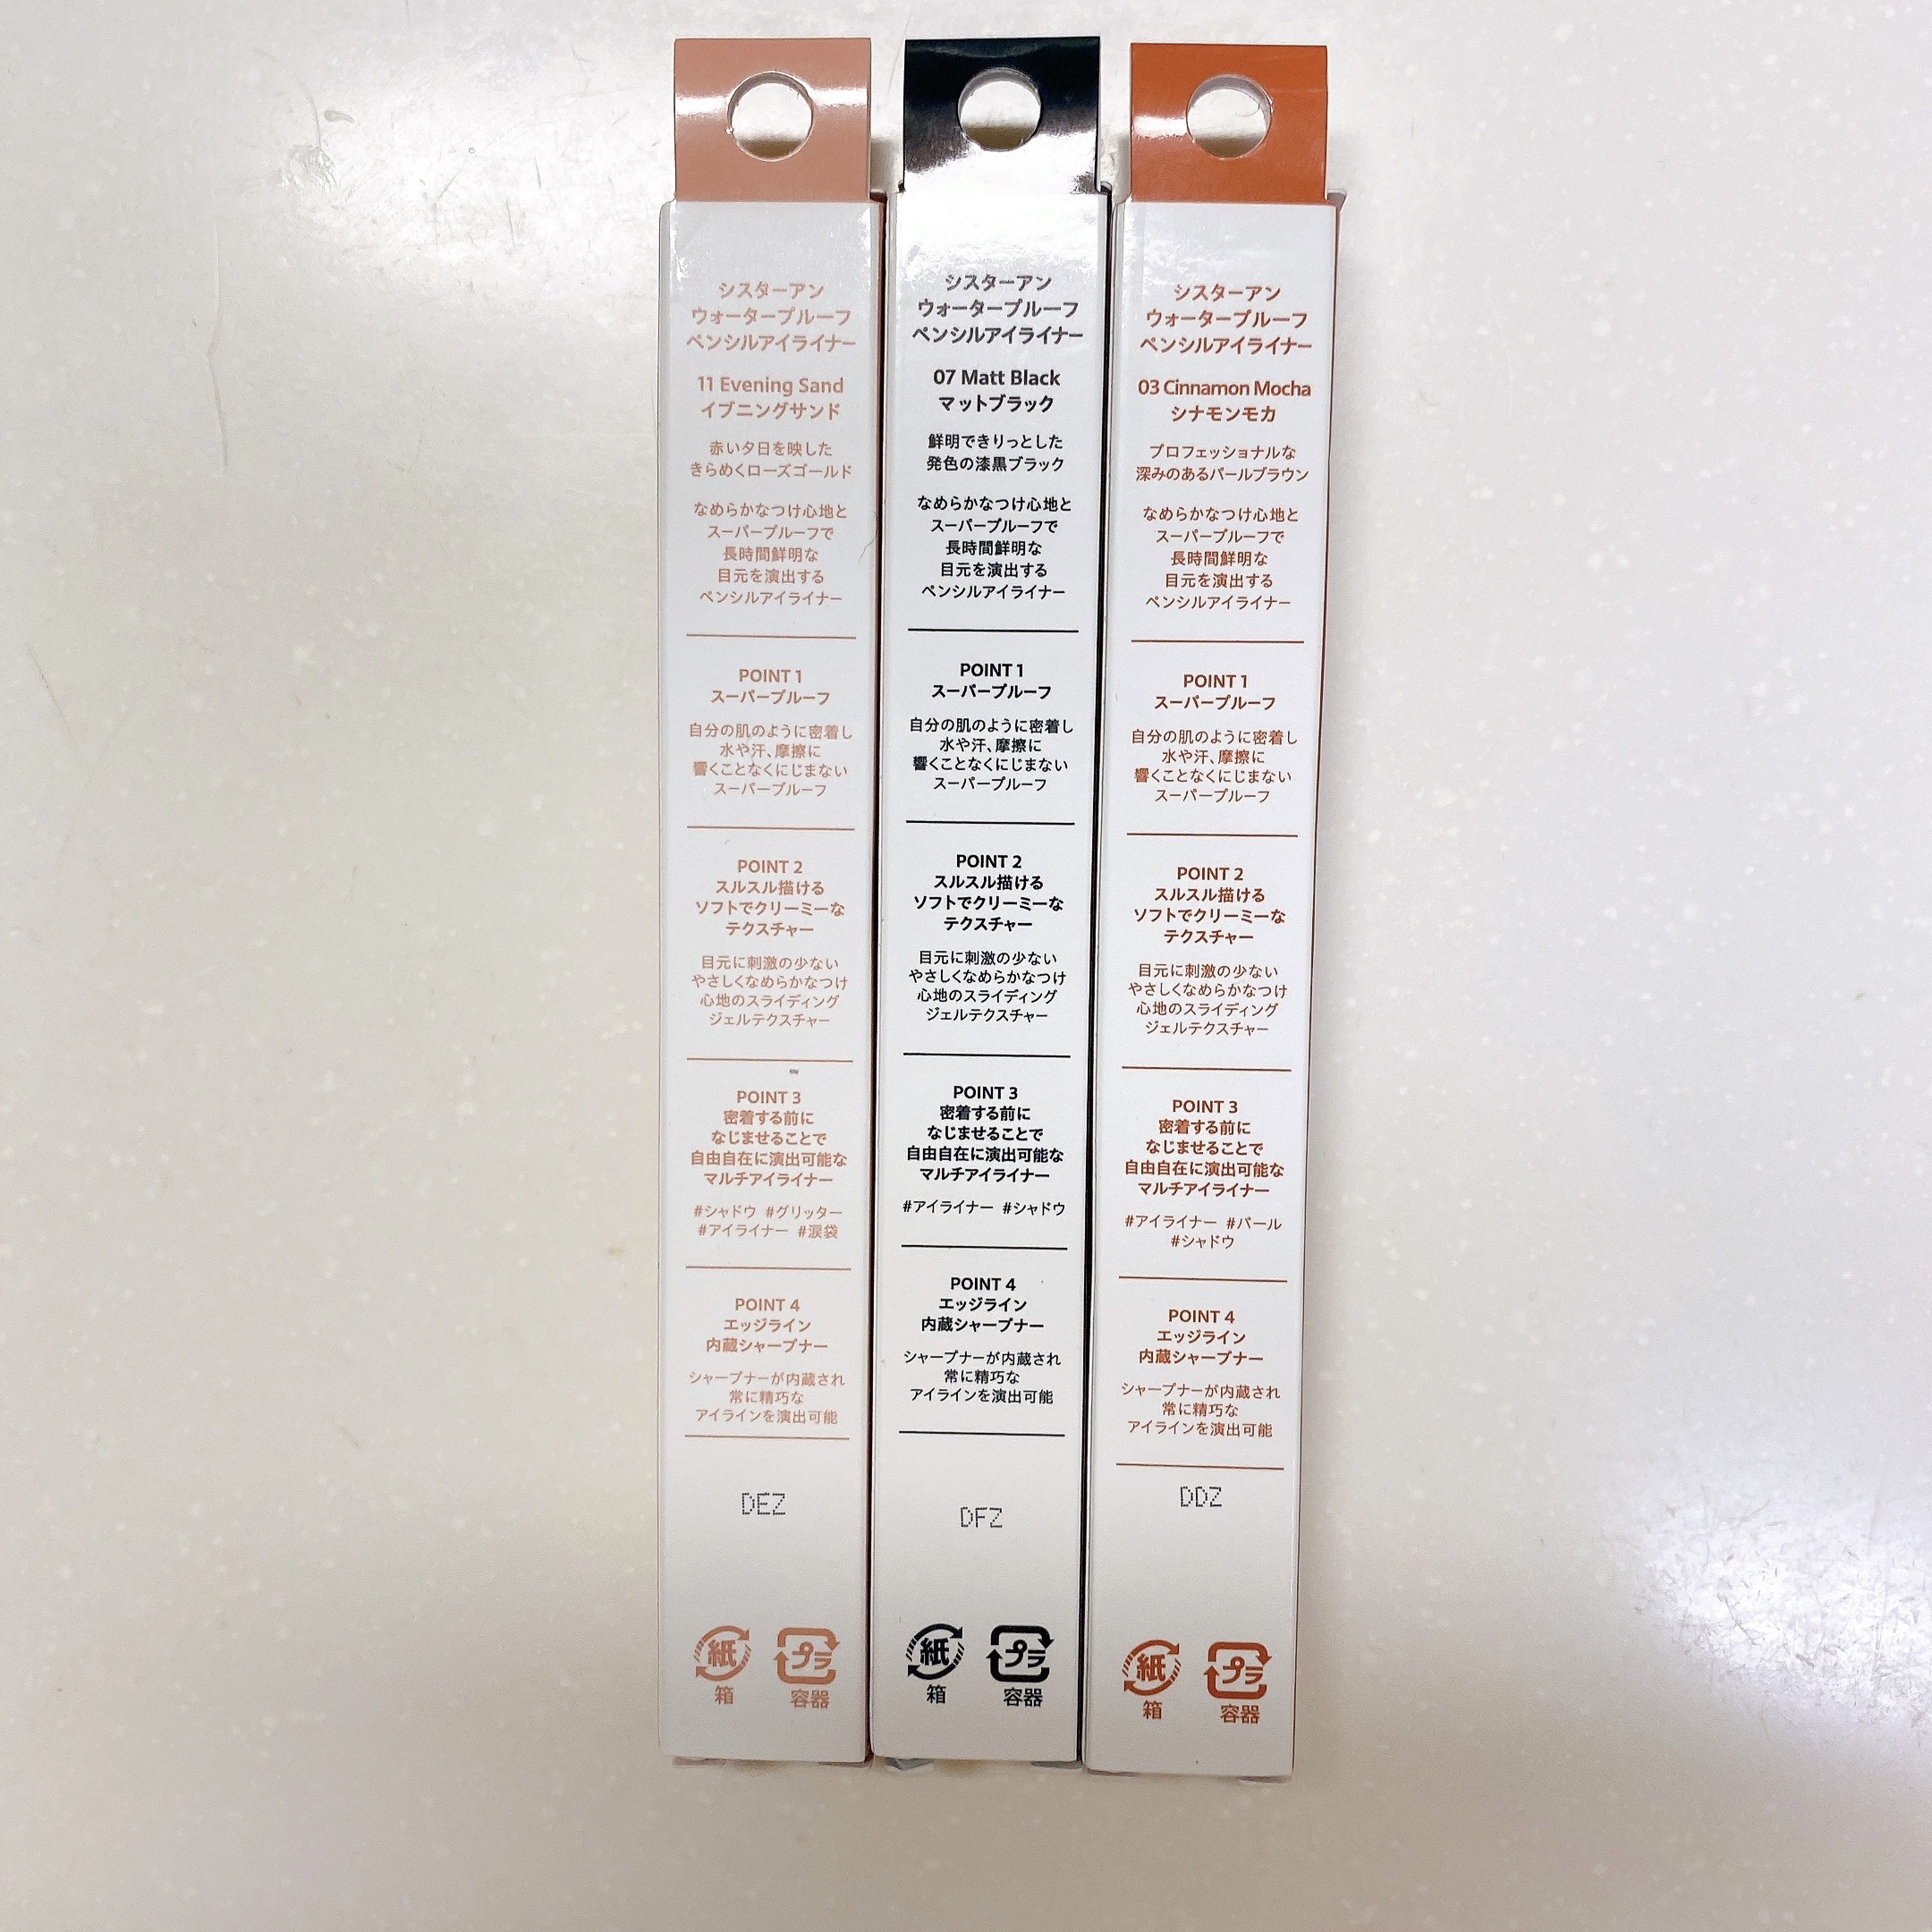 シスターアン
ウォータープルーフ
ペンシルアイライナー
11 Evening Sand
イブニングサンド
赤い夕日を映した
きらめくローズゴールド
なめらかなつけ心地と
スーパープルーフで
長時間鮮明な
目元を演出する
ペンシルアイライナー
POINT 1
スーパープルーフ
自分の肌のように密着し
水や汗、摩擦に
響くことなくにじまない
スーパープルーフ
POINT 2
スルスル描ける
ソフトでクリーミーな
テクスチャー
目元に刺激の少ない
やさしくなめらかなつけ
心地のスライディング
ジェルテクスチャー
POINT 3
密着する前に
なじませることで
自由自在に演出可能な
マルチアイライナー
#シャドウ #グリッター
#アイライナー #涙袋
POINT 4
エッジライン
内蔵シャープナー
シャープナーが内蔵され
常に精巧な
アイラインを演出可能
DEZ
紙 プラ
箱 容器
シスターアン
ウォータープルーフ
ペンシルアイライナー
07 Matt Black
マットブラック
鮮明できりっとした
発色の漆黒ブラック
なめらかなつけ心地と
スーパープルーフで
長時間鮮明な
目元を演出する
ペンシルアイライナー
POINT 1
スーパープルーフ
自分の肌のように密着し
水や汗、摩擦に
響くことなくにじまない
スーパープルーフ
POINT 2
スルスル描ける
ソフトでクリーミーな
テクスチャー
目元に刺激の少ない
やさしくなめらかなつけ
心地のスライディング
ジェルテクスチャー
POINT 3
密着する前に
なじませることで
自由自在に演出可能な
マルチアイライナー
#アイライナー #シャドウ
POINT 4
エッジライン
内蔵シャープナー
シャープナーが内蔵され
常に精巧な
アイラインを演出可能
DFZ
紙 プラ
箱 容器
シスターアン
ウォータープルーフ
ペンシルアイライナー
03 Cinnamon Mocha
シナモンモカ
プロフェッショナルな
深みのあるパールブラウン
なめらかなつけ心地と
スーパープルーフで
長時間鮮明な
目元を演出する
ペンシルアイライナー
POINT 1
スーパープルーフ
自分の肌のように密着し
水や汗、摩擦に
響くことなくにじまない
スーパープルーフ
POINT 2
スルスル描ける
ソフトでクリーミーな
テクスチャー
目元に刺激の少ない
やさしくなめらかなつけ
心地のスライディング
ジェルテクスチャー
POINT 3
密着する前に
なじませることで
自由自在に演出可能な
マルチアイライナー
#アイライナー #パール
#シャドウ
POINT 4
エッジライン
内蔵シャープナー
シャープナーが内蔵され
常に精巧な
アイラインを演出可能
DDZ
紙 プラ
箱 容器